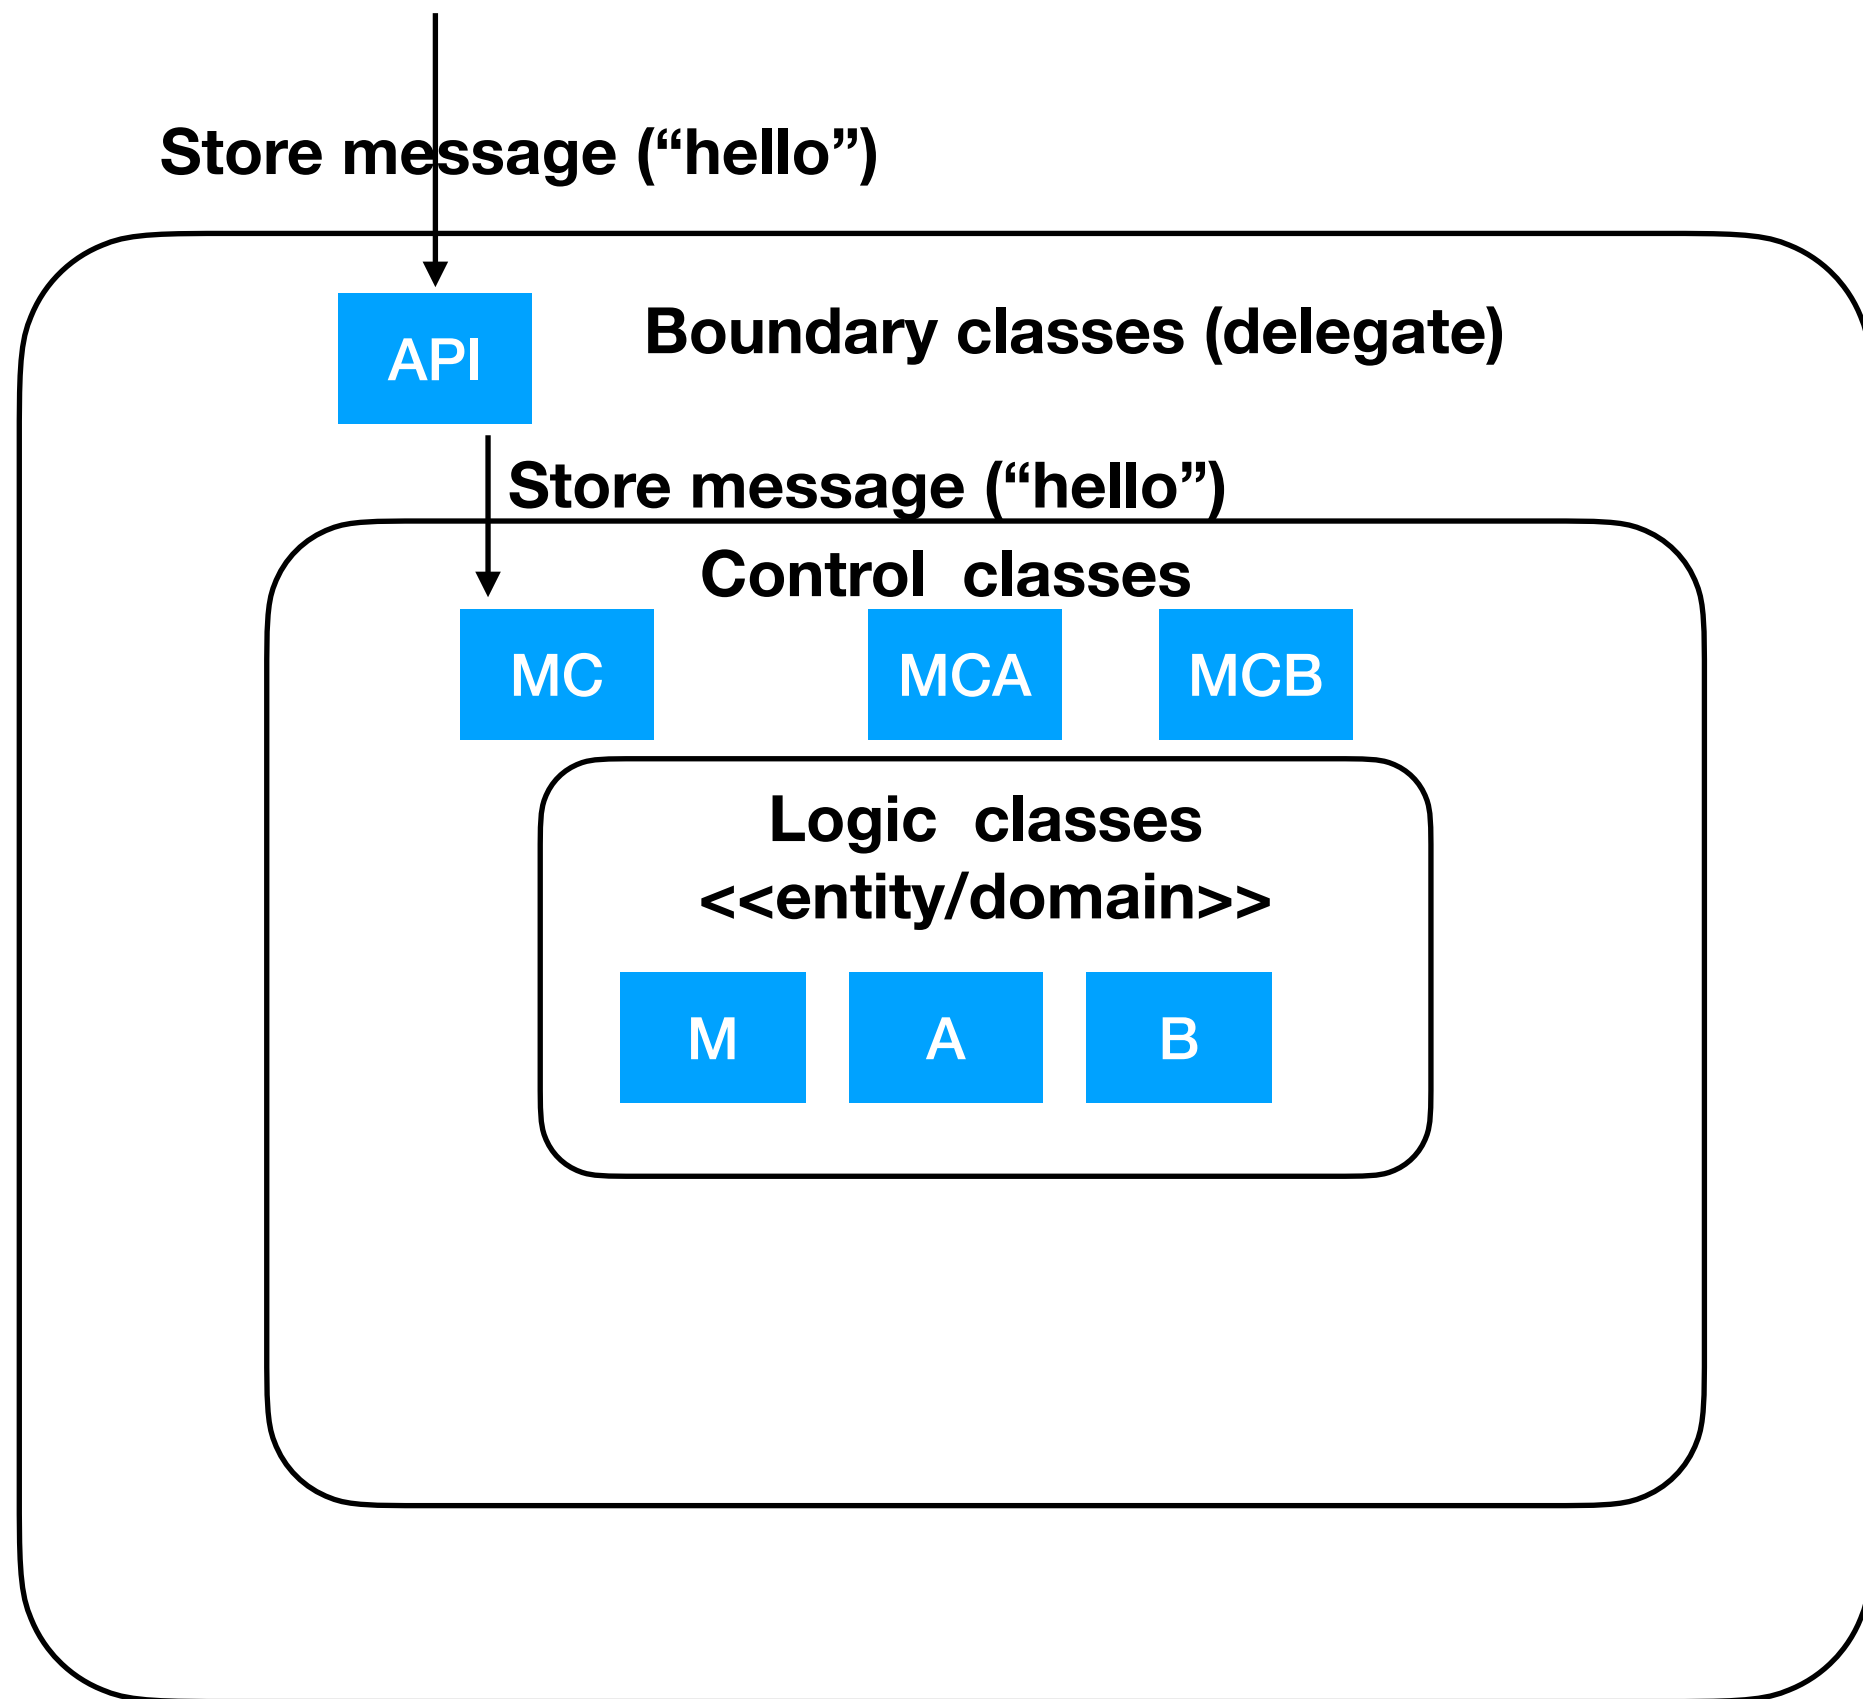 Store message (“hello”)
API
Boundary classes (delegate)
Store message (“hello”)
Control classes
MC
MCA
MCB
Logic classes
<<entity/domain>>
M
A
B